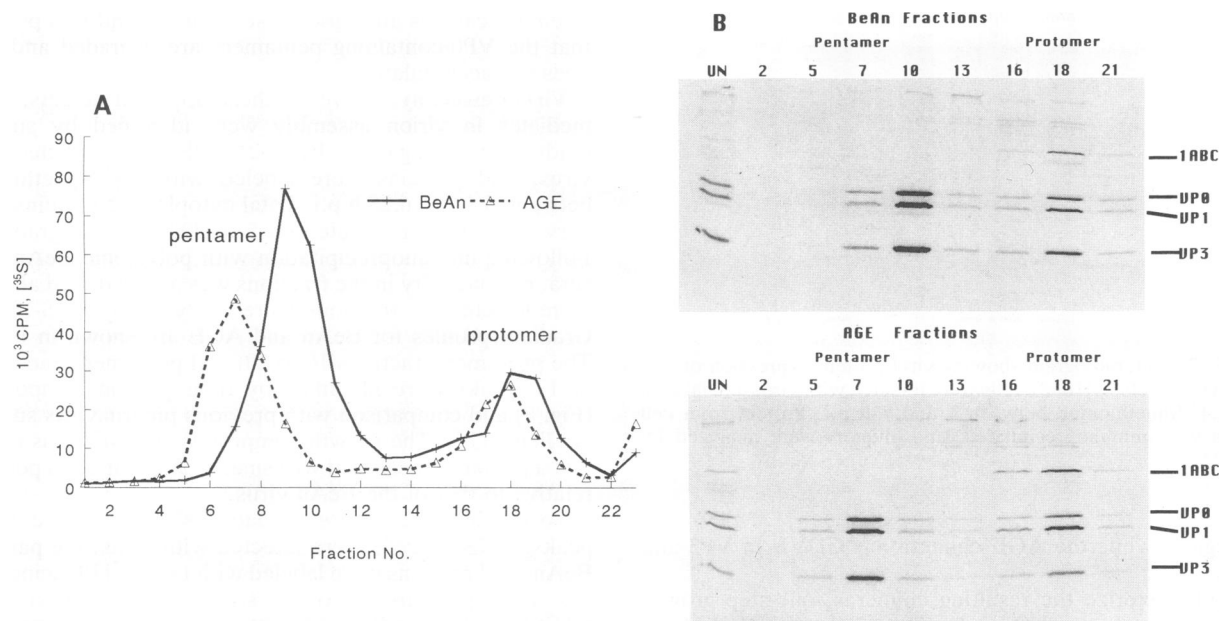 A
90
80
70
60
50
40
30
20
10
0
10³ CPM, [³⁵S]
BeAn AGE
pentamer
protomer
2 4 6 8 10 12 14 16 18 20 22
Fraction No.
B
BeAn Fractions
Pentamer Protomer
UN 2 5 7 10 13 16 18 21
1ABC
VP0
VP1
VP3
AGE Fractions
Pentamer Protomer
UN 2 5 7 10 13 16 18 21
1ABC
VP0
VP1
VP3